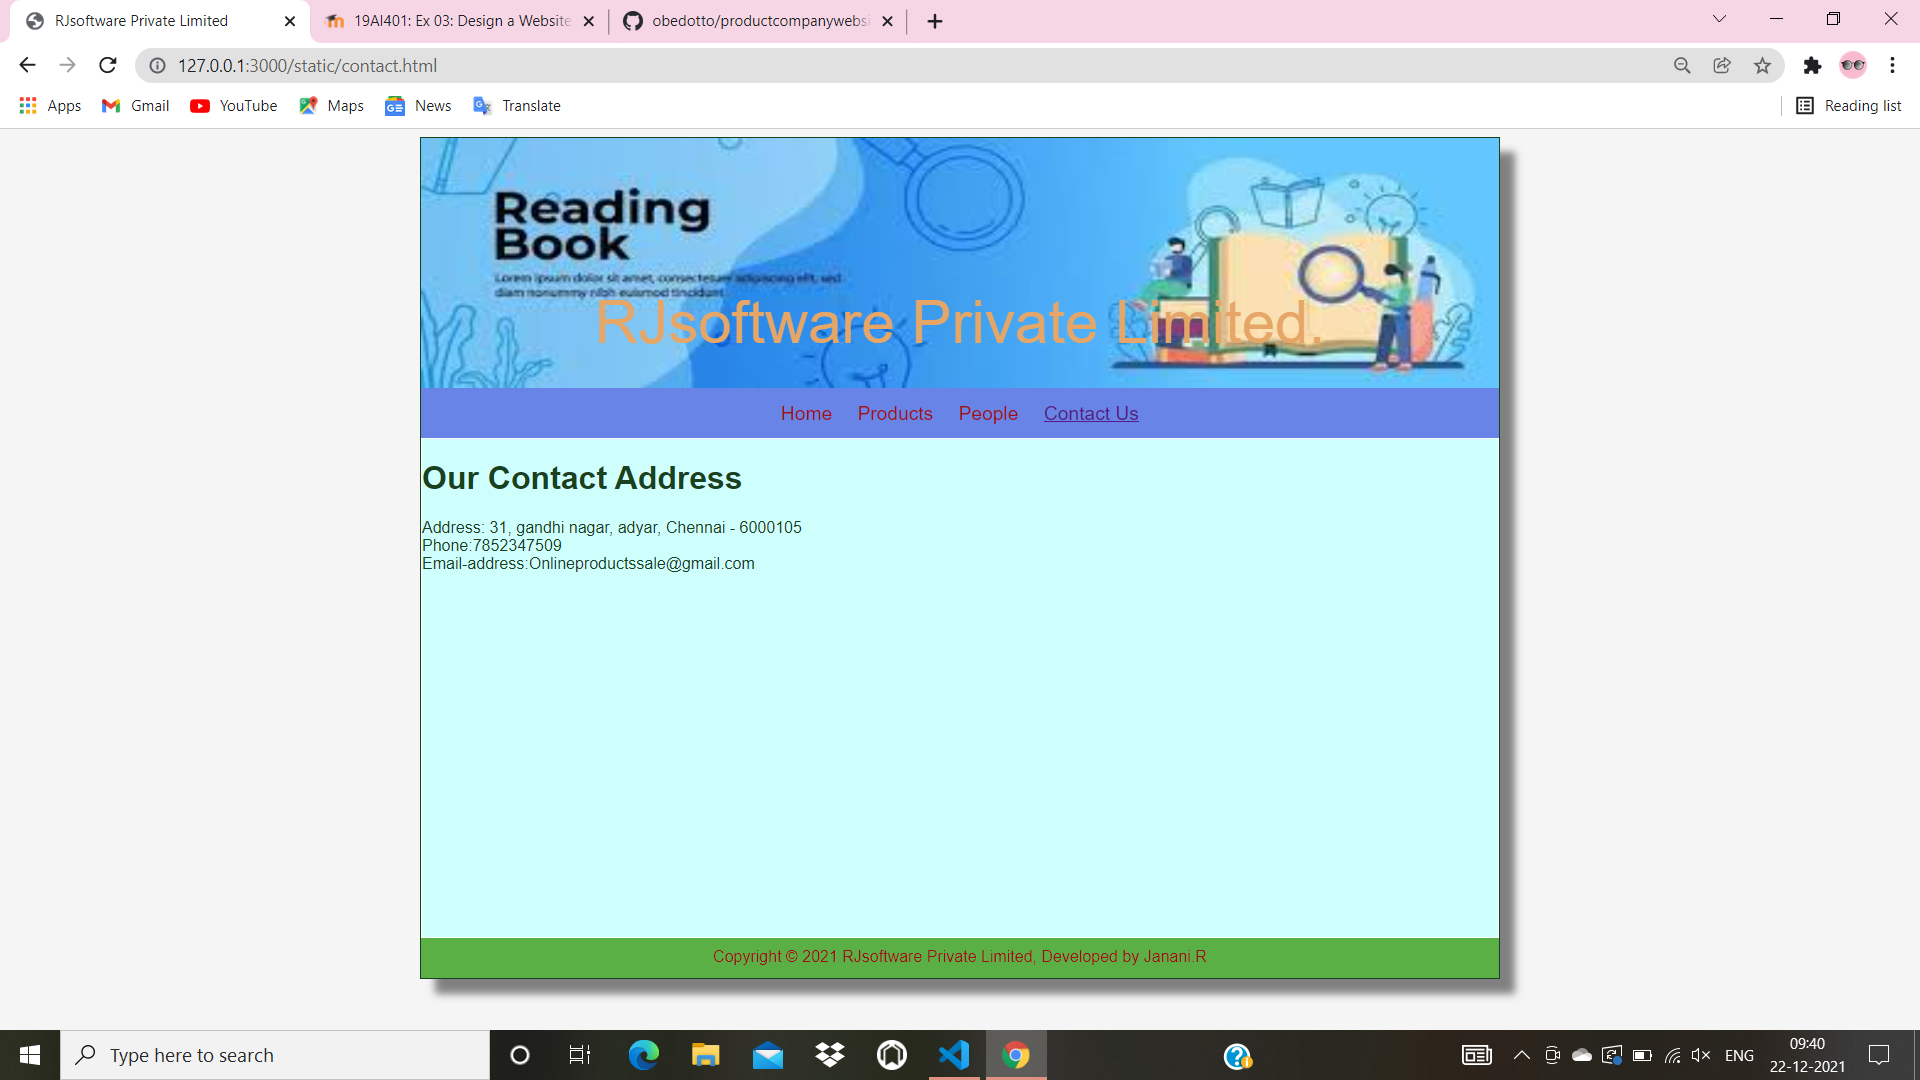 RJsoftware Private Limited
19AI401: Ex 03: Design a Website
obedotto/productcompanywebsi
127.0.0.1:3000/static/contact.html
Apps
Gmail
YouTube
Maps
News
Translate
Reading list
Reading
Book
Lorem ipsum dolor sit amet, consectetuer adipiscing elit, sed
diam nonummy nibh euismod tincidunt
RJsoftware Private Limited.
Home Products People Contact Us
Our Contact Address
Address: 31, gandhi nagar, adyar, Chennai - 6000105
Phone:7852347509
Email-address:Onlineproductssale@gmail.com
Copyright © 2021 RJsoftware Private Limited, Developed by Janani.R
Type here to search
ENG
09:40
22-12-2021